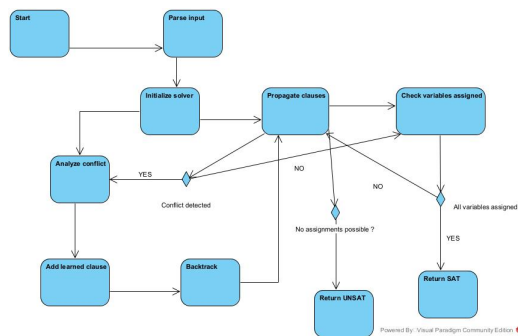 Start
Parse input
Initialize solver
Propagate clauses
Check variables assigned
Analyze conflict
YES
NO
NO
Conflict detected
All variables assigned
No assignments possible ?
YES
Add learned clause
Backtrack
Return SAT
Return UNSAT
Powered By: Visual Paradigm Community Edition